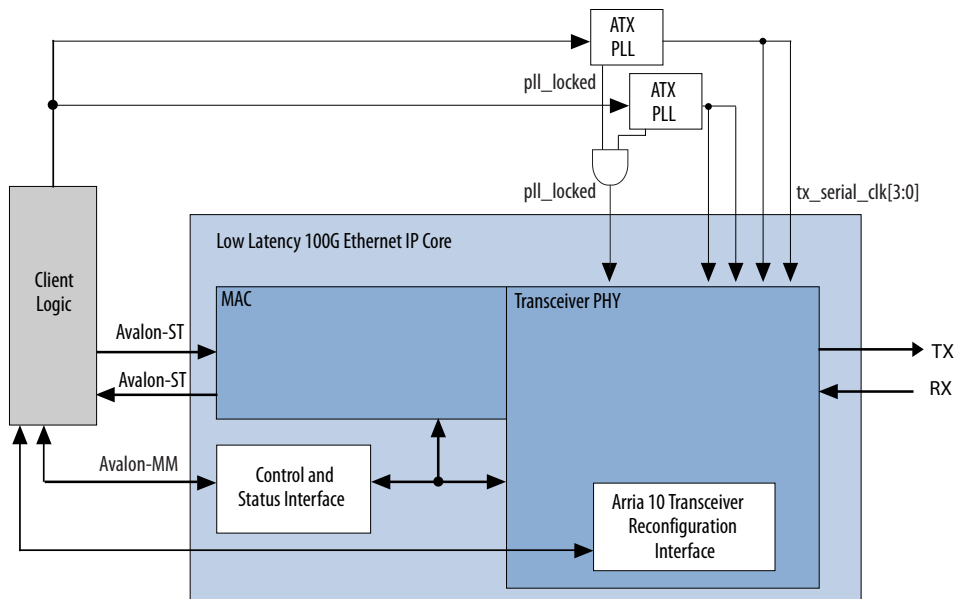 ATX
PLL
pll_locked
ATX
PLL
pll_locked
tx_serial_clk[3:0]
Low Latency 100G Ethernet IP Core
Client
Logic
MAC
Transceiver PHY
Avalon-ST
TX
Avalon-ST
RX
Avalon-MM
Control and
Status Interface
Arria 10 Transceiver
Reconfiguration
Interface